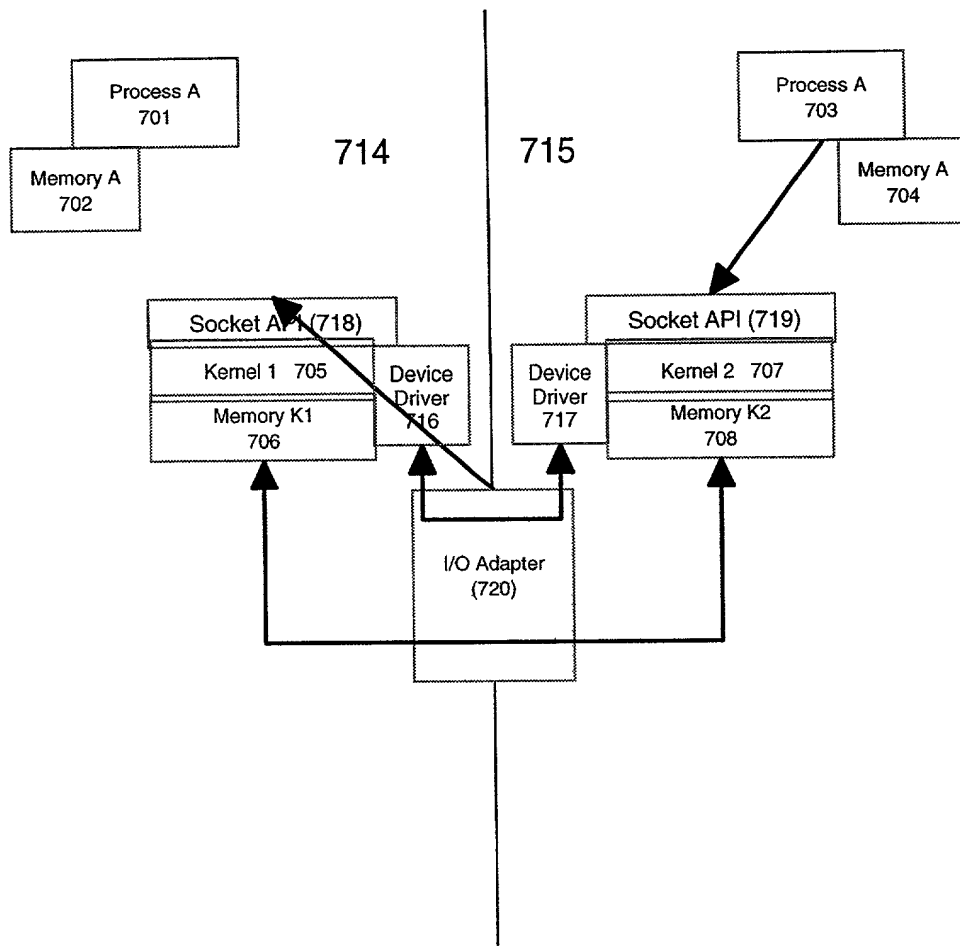 Process A
701
Memory A
702
714
715
Process A
703
Memory A
704
Socket API (718)
Kernel 1 705
Memory K1
706
Device
Driver
716
Socket API (719)
Device
Driver
717
Kernel 2 707
Memory K2
708
I/O Adapter
(720)